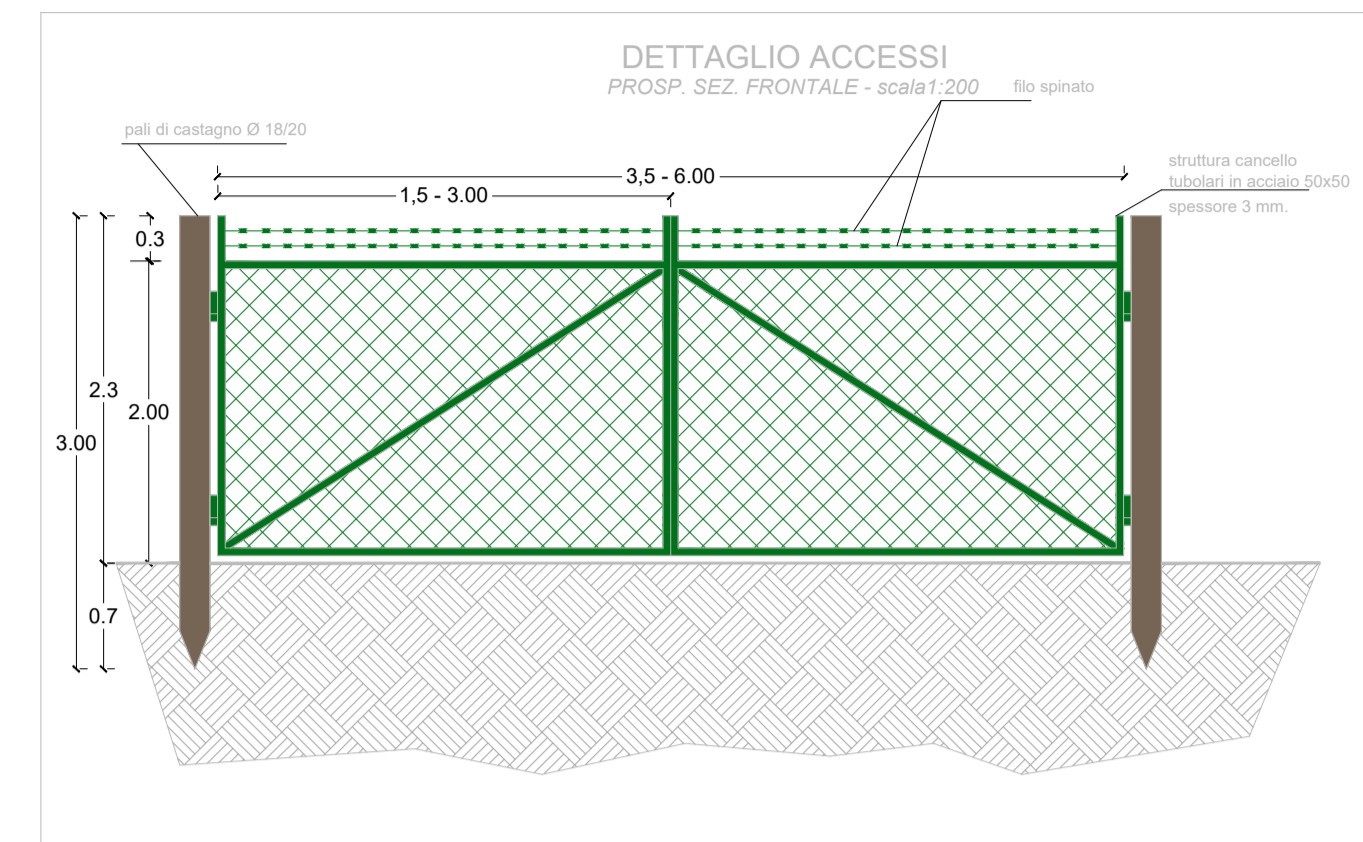 DETTAGLIO ACCESSI
PROSP. SEZ. FRONTALE - scala1:200
filo spinato
pali di castagno Ø 18/20
struttura cancello
tubolari in acciaio 50x50
spessore 3 mm.
3,5 - 6.00
1,5 - 3.00
0.3
2.3
2.00
3.00
0.7